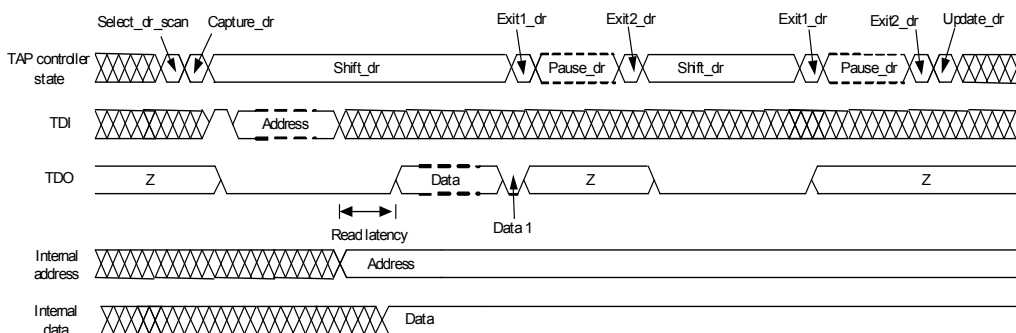 Select_dr_scan Capture_dr Exit1_dr Exit2_dr Exit1_dr Exit2_dr Update_dr
TAP controller
state
Shift_dr Pause_dr Shift_dr Pause_dr
TDI
Address
TDO
Z Data Z Z
Read latency
Data 1
Internal
address
Address
Internal
data
Data